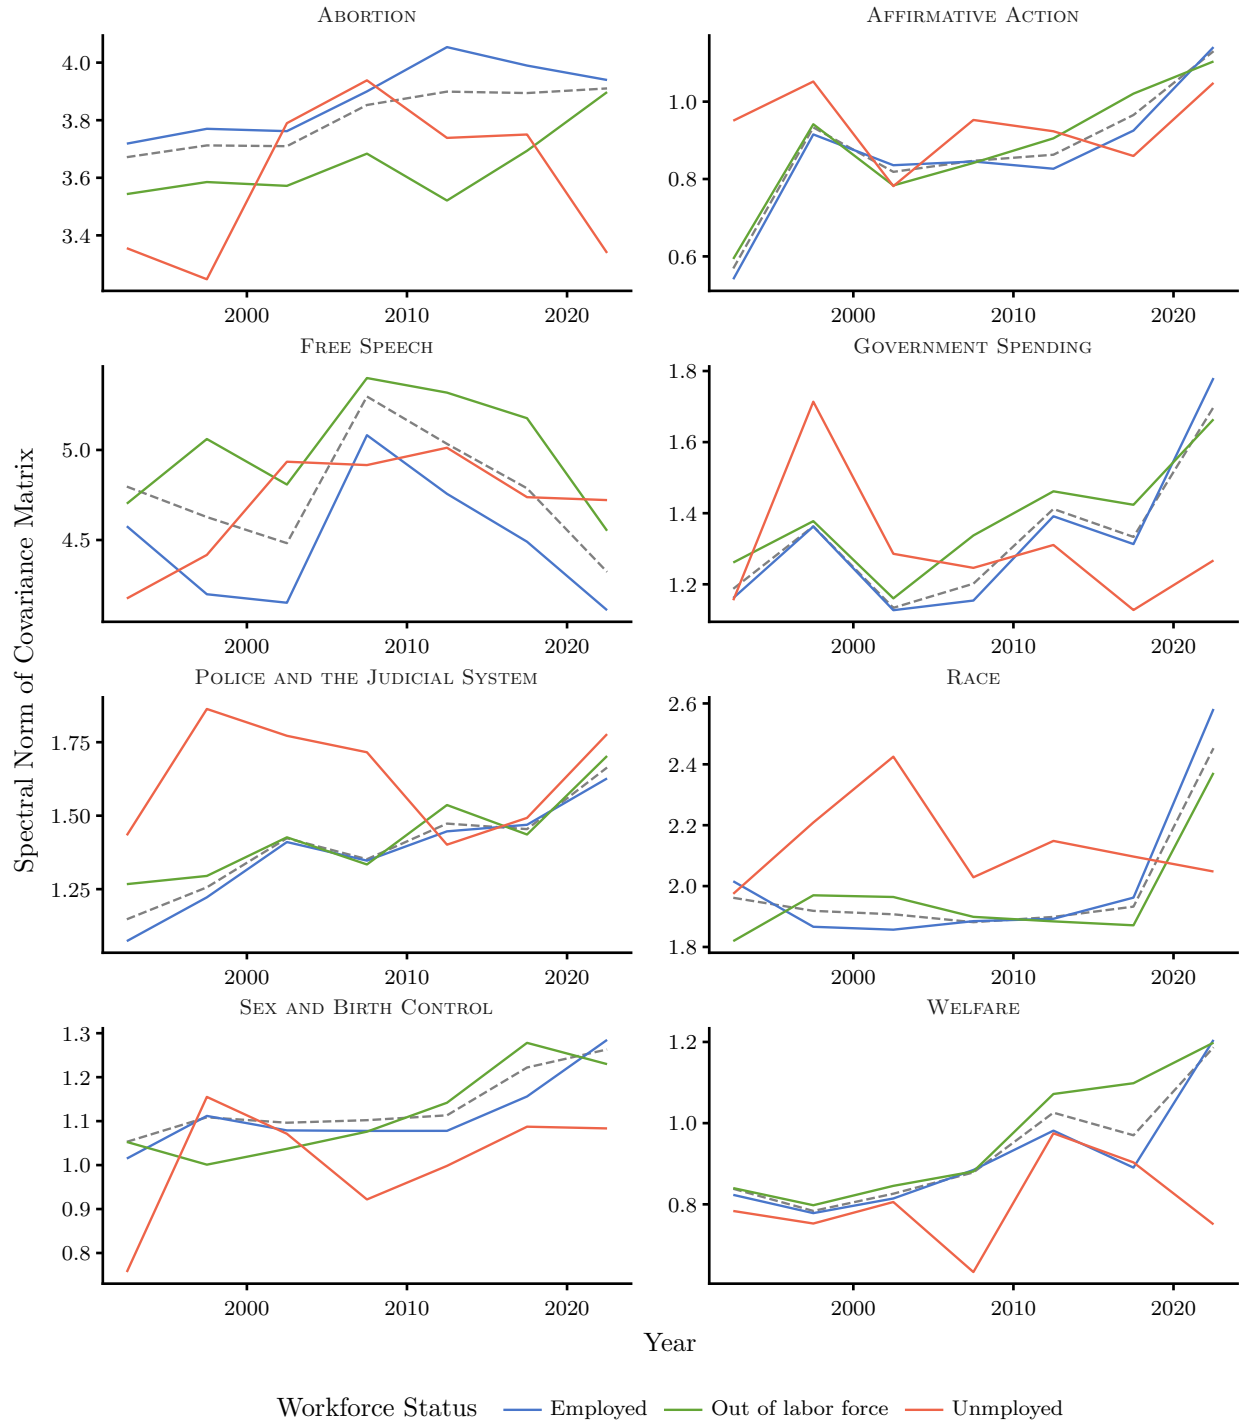 ABORTION
4.0
3.8
3.6
3.4
2000 2010 2020
AFFIRMATIVE ACTION
1.0
0.8
0.6
2000 2010 2020
FREE SPEECH
5.0
4.5
2000 2010 2020
GOVERNMENT SPENDING
1.8
1.6
1.4
1.2
2000 2010 2020
POLICE AND THE JUDICIAL SYSTEM
1.75
1.50
1.25
2000 2010 2020
RACE
2.6
2.4
2.2
2.0
1.8
2000 2010 2020
SEX AND BIRTH CONTROL
1.3
1.2
1.1
1.0
0.9
0.8
2000 2010 2020
WELFARE
1.2
1.0
0.8
2000 2010 2020
Spectral Norm of Covariance Matrix
Year
Workforce Status Employed Out of labor force Unmployed